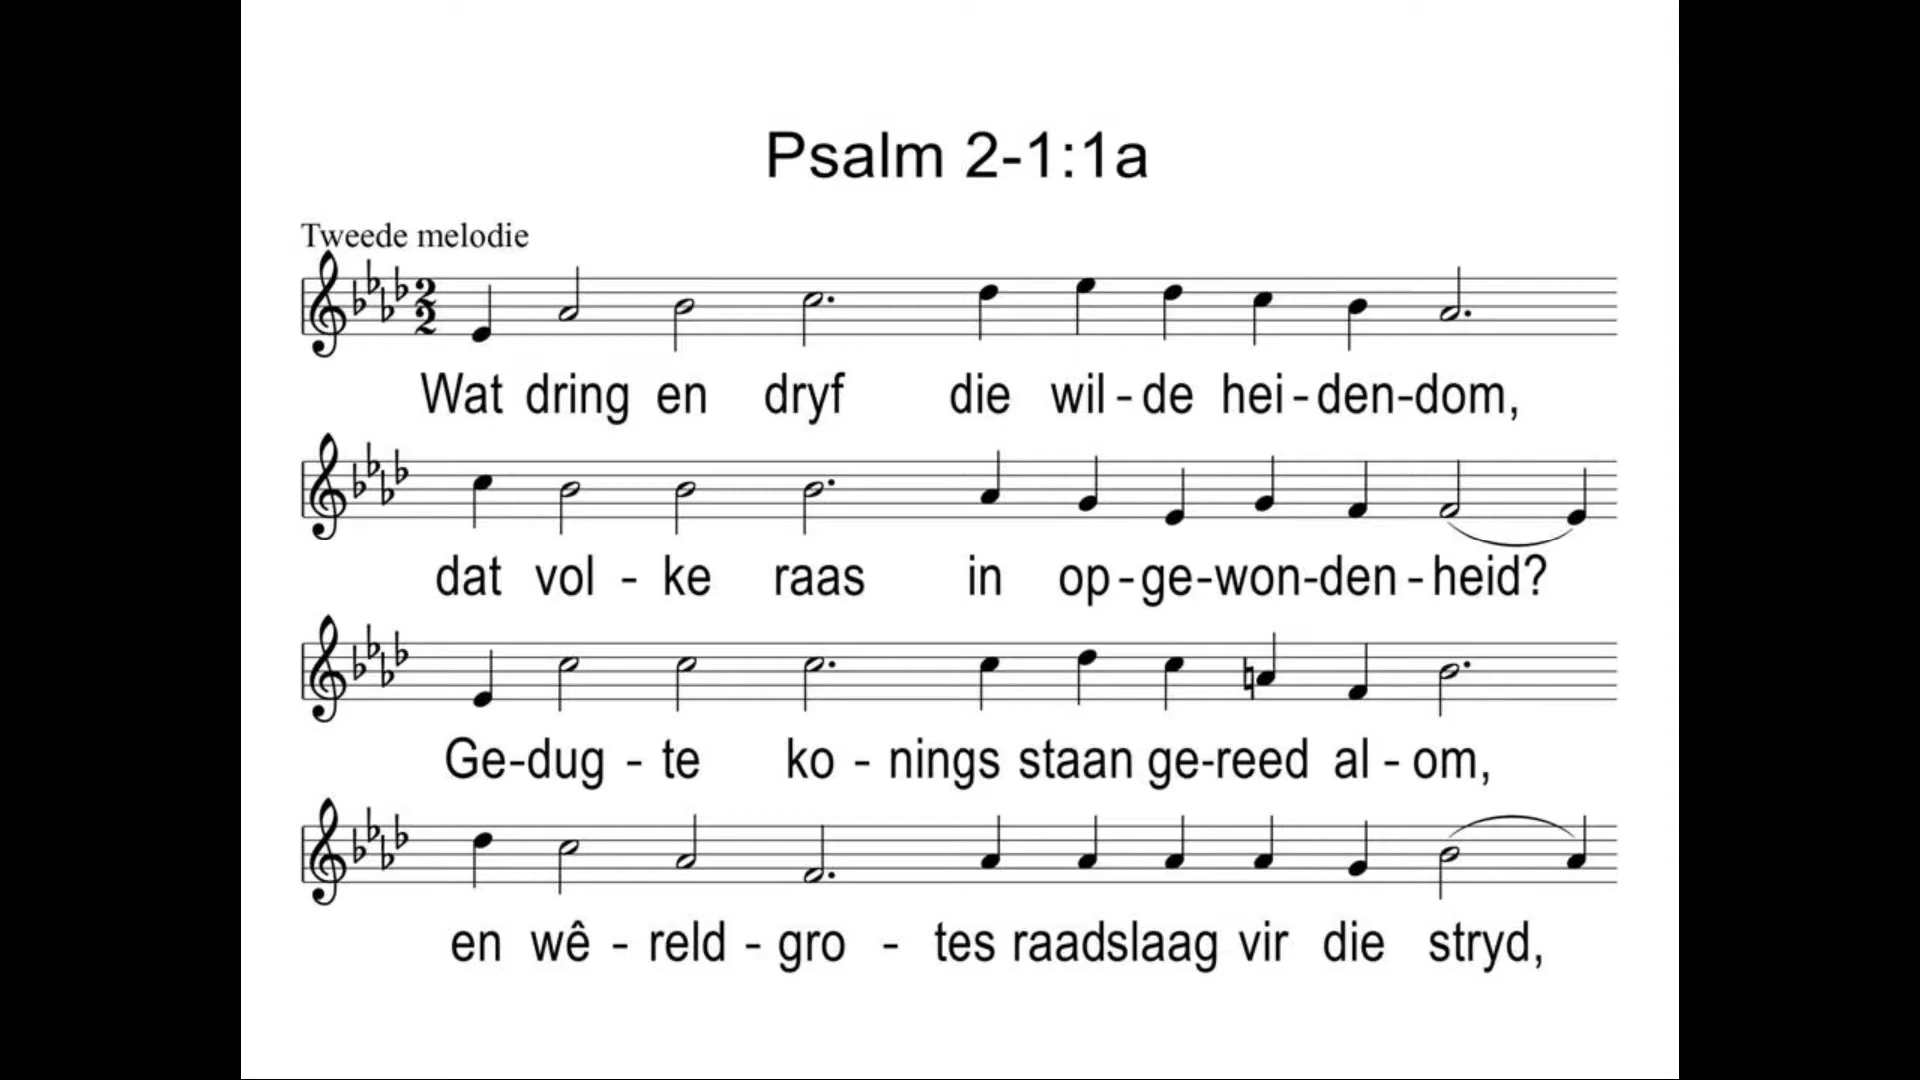 Psalm 2-1:1a
Tweede melodie
Wat dring en dryf die wil - de hei - den-dom,
dat vol - ke raas in op - ge-won-den - heid?
Ge-dug - te ko - nings staan ge-reed al - om,
en wê - reld - gro - tes raadslaag vir die stryd,